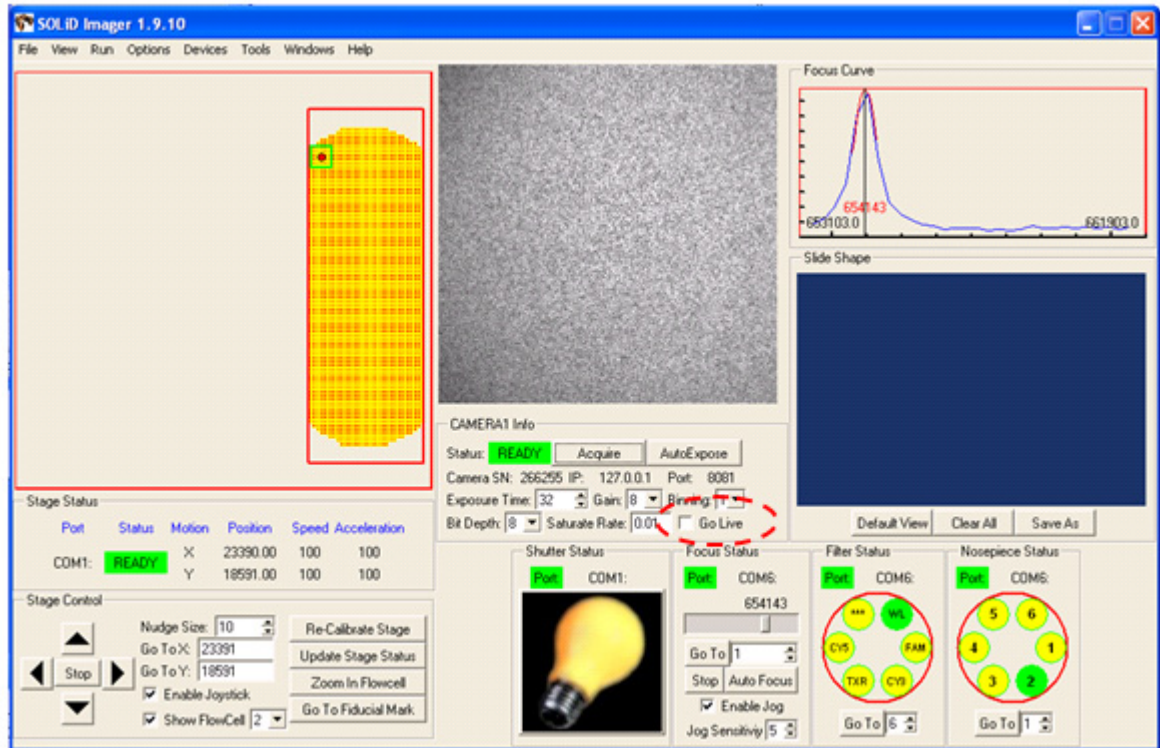 SOLiD Imager 1.9.10
File View Run Options Devices Tools Windows Help
Focus Curve
654143
653103.0
661903.0
Slide Shape
CAMERA1 Info
Status: READY Acquire AutoExpose
Camera SN: 266255 IP: 127.0.0.1 Port: 8081
Exposure Time: 32 Gain: 8 Binning: 1
Bit Depth: 8 Saturate Rate: 0.01 Go Live
Default View Clear All Save As
Stage Status
Port Status Motion Position Speed Acceleration
COM1: READY
X 23390.00 100 100
Y 18591.00 100 100
Stage Control
Nudge Size: 10
Go To X: 23391
Go To Y: 18591
Enable Joystick
Show FlowCell 2
Stop
Re-Calibrate Stage
Update Stage Status
Zoom In Flowcell
Go To Fiducial Mark
Shutter Status
Port: COM1:
Focus Status
Port: COM6:
654143
Go To 1
Stop Auto Focus
Enable Jog
Jog Sensitiviy 5
Filter Status
Port: COM6:
*** WL
CY5 FAM
TXR CY3
Go To 6
Nosepiece Status
Port: COM6:
5 6
4 1
3 2
Go To 1